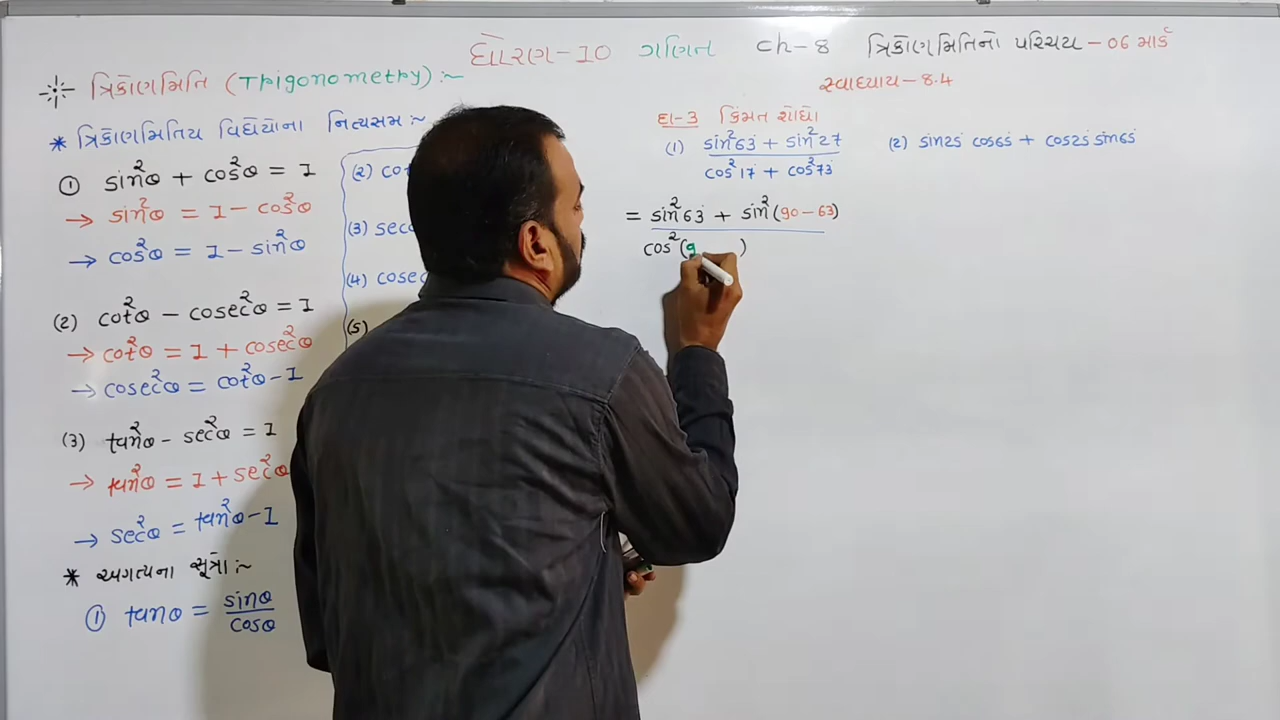 ધોરણ-10 ગણિત Ch-8 ત્રિકોણમિતિનો પરિચય - 06 માર્ક
સ્વાધ્યાય - 8.4
ત્રિકોણમિતિ (Trigonometry):~
* ત્રિકોણમિતિય વિધેયોના નિત્યસમ:~
① sin²θ + cos²θ = 1
→ sin²θ = 1 - cos²θ
→ cos²θ = 1 - sin²θ
(2) cot²θ - cosec²θ = 1
→ cot²θ = 1 + cosec²θ
→ cosec²θ = cot²θ - 1
(3) tan²θ - sec²θ = 1
→ tan²θ = 1 + sec²θ
→ sec²θ = tan²θ - 1
* અગત્યના સૂત્રો:~
① tanθ = sinθ / cosθ
(2)
(3) sec
(4) cosec
(5)
દા-3 કિંમત શોધો
(1) sin²63° + sin²27° / cos²17° + cos²73°
= sin²63° + sin²(90 - 63)
cos²(9 )
(2) sin25° cos65° + cos25° sin65°